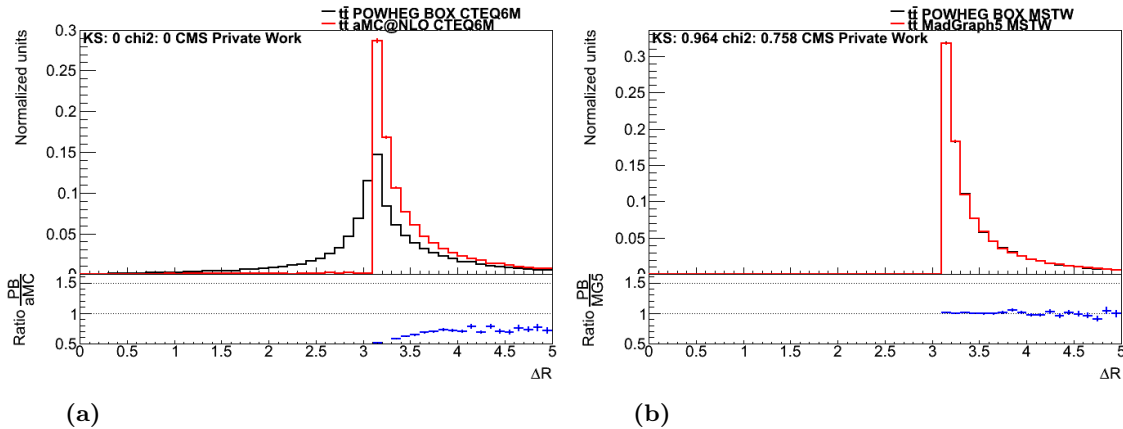 tt̄ POWHEG BOX CTEQ6M
tt̄ aMC@NLO CTEQ6M
KS: 0 chi2: 0 CMS Private Work
Normalized units
0.3
0.25
0.2
0.15
0.1
0.05
0
Ratio PB/aMC
1.5
1
0.5
0 0.5 1 1.5 2 2.5 3 3.5 4 4.5 5
ΔR
(a)
tt̄ POWHEG BOX MSTW
tt̄ MadGraph5 MSTW
KS: 0.964 chi2: 0.758 CMS Private Work
Normalized units
0.3
0.25
0.2
0.15
0.1
0.05
0
Ratio PB/MG5
1.5
1
0.5
0 0.5 1 1.5 2 2.5 3 3.5 4 4.5 5
ΔR
(b)